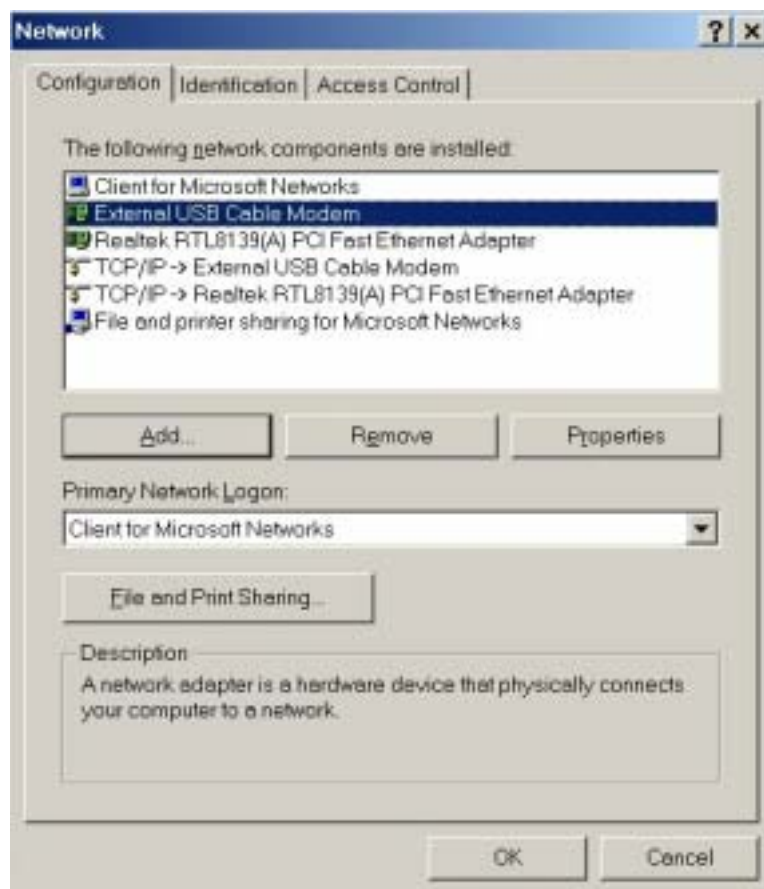 Network
Configuration Identification Access Control
The following network components are installed:
Client for Microsoft Networks
External USB Cable Modem
Realtek RTL8139(A) PCI Fast Ethernet Adapter
TCP/IP -> External USB Cable Modem
TCP/IP -> Realtek RTL8139(A) PCI Fast Ethernet Adapter
File and printer sharing for Microsoft Networks
Add... Remove Properties
Primary Network Logon:
Client for Microsoft Networks
File and Print Sharing...
Description
A network adapter is a hardware device that physically connects
your computer to a network.
OK Cancel